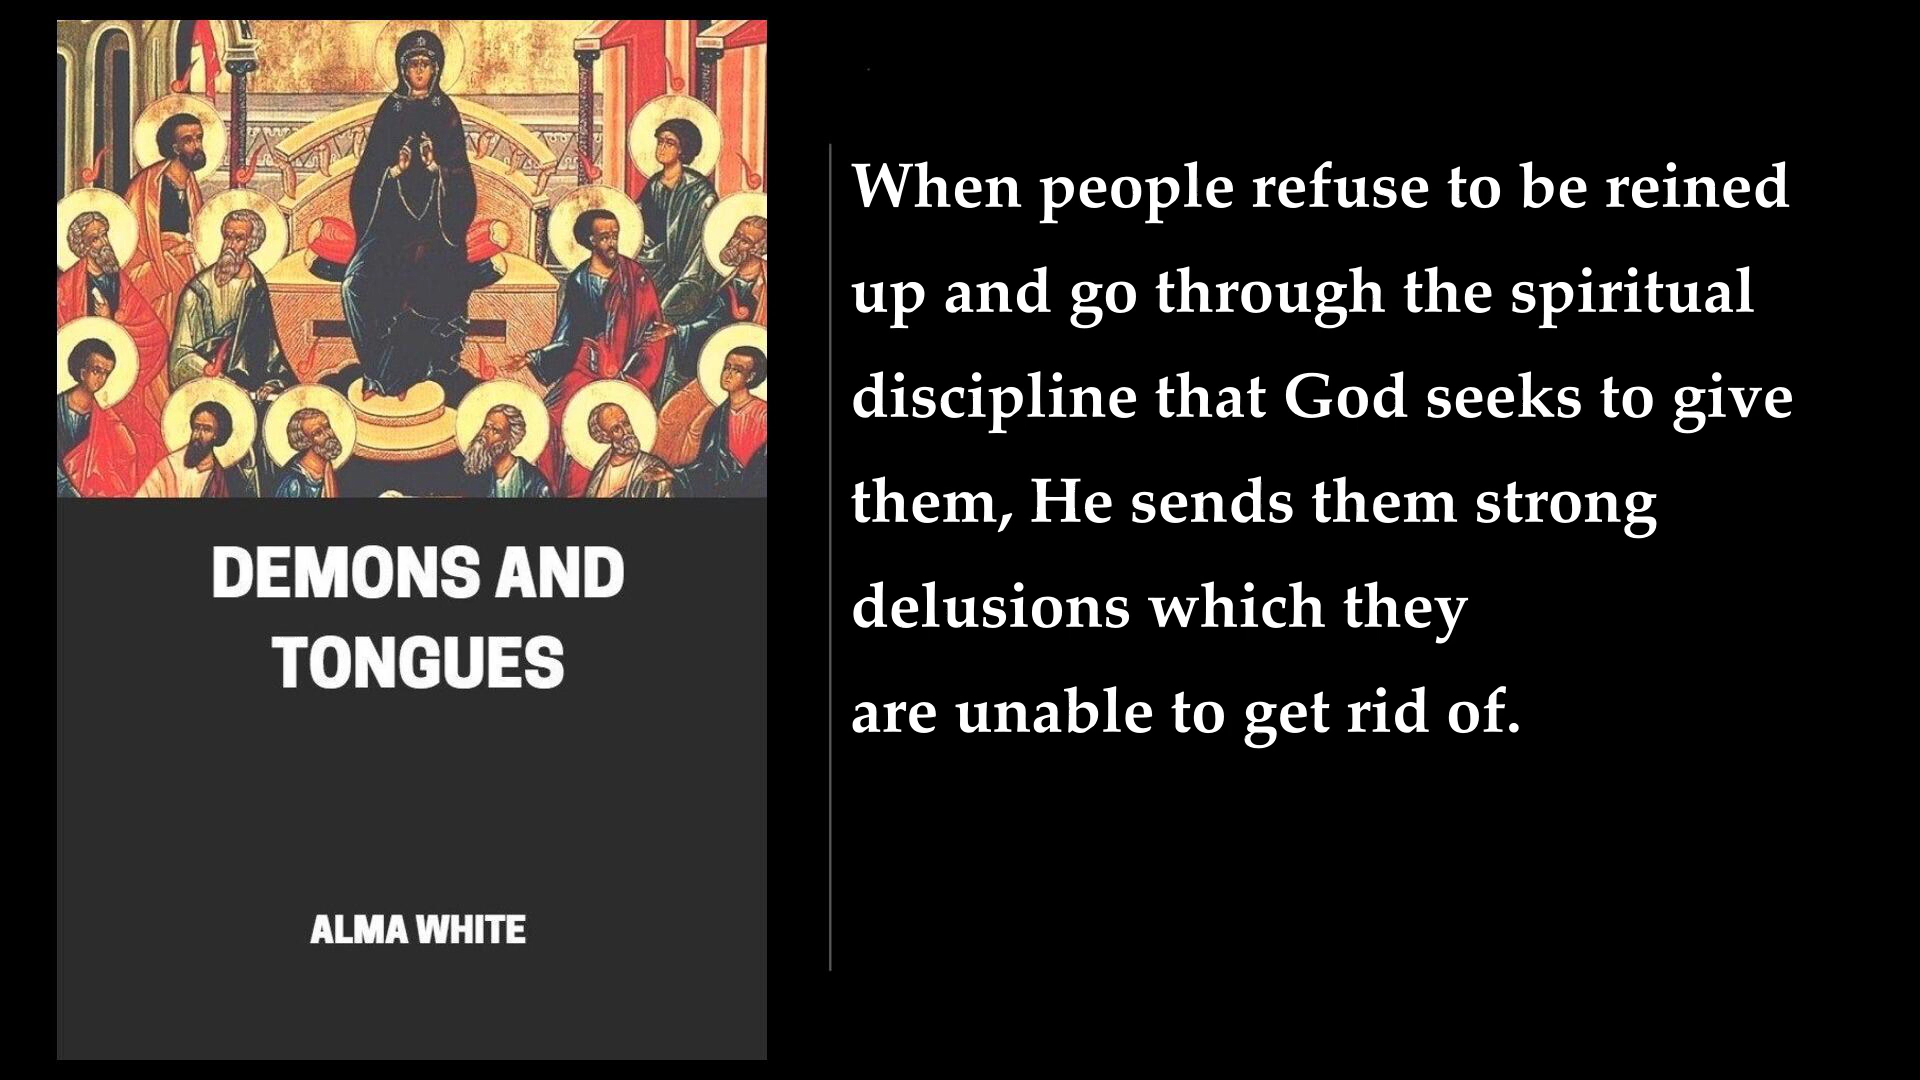 DEMONS AND
TONGUES
ALMA WHITE
When people refuse to be reined
up and go through the spiritual
discipline that God seeks to give
them, He sends them strong
delusions which they
are unable to get rid of.